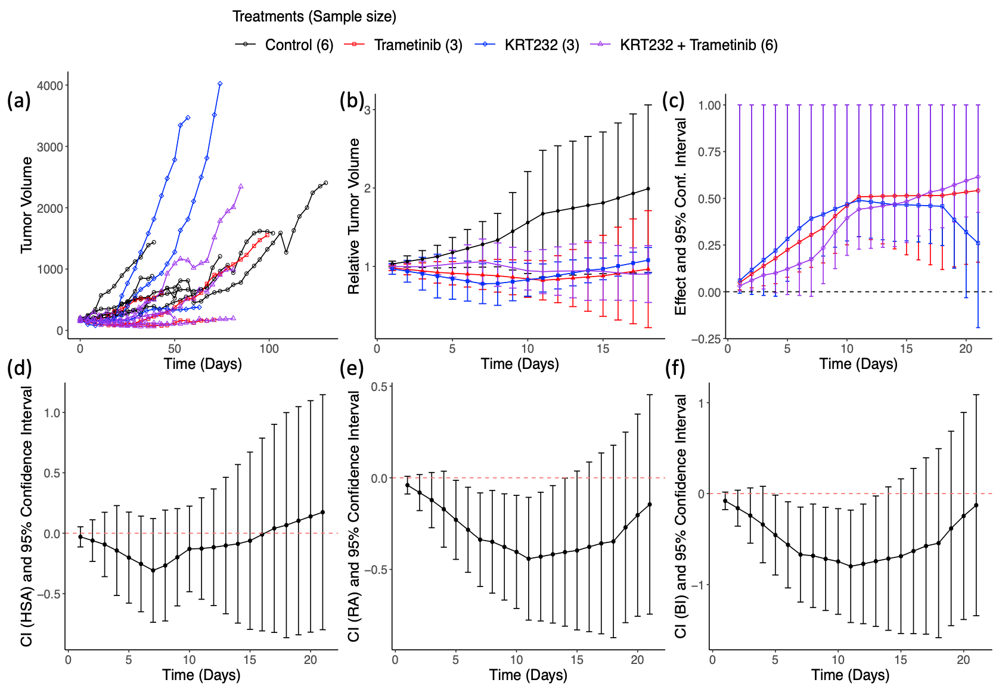 Treatments (Sample size)
Control (6) Trametinib (3) KRT232 (3) KRT232 + Trametinib (6)
(a)
Tumor Volume
4000
3000
2000
1000
0
0 50 100
Time (Days)
(b)
Relative Tumor Volume
3
2
1
0 5 10 15
Time (Days)
(c)
Effect and 95% Conf. Interval
1.00
0.75
0.50
0.25
0.00
−0.25
0 5 10 15 20
Time (Days)
(d)
CI (HSA) and 95% Confidence Interval
1.0
0.5
0.0
−0.5
0 5 10 15 20
Time (Days)
(e)
CI (RA) and 95% Confidence Interval
0.5
0.0
−0.5
0 5 10 15 20
Time (Days)
(f)
CI (BI) and 95% Confidence Interval
1
0
−1
0 5 10 15 20
Time (Days)